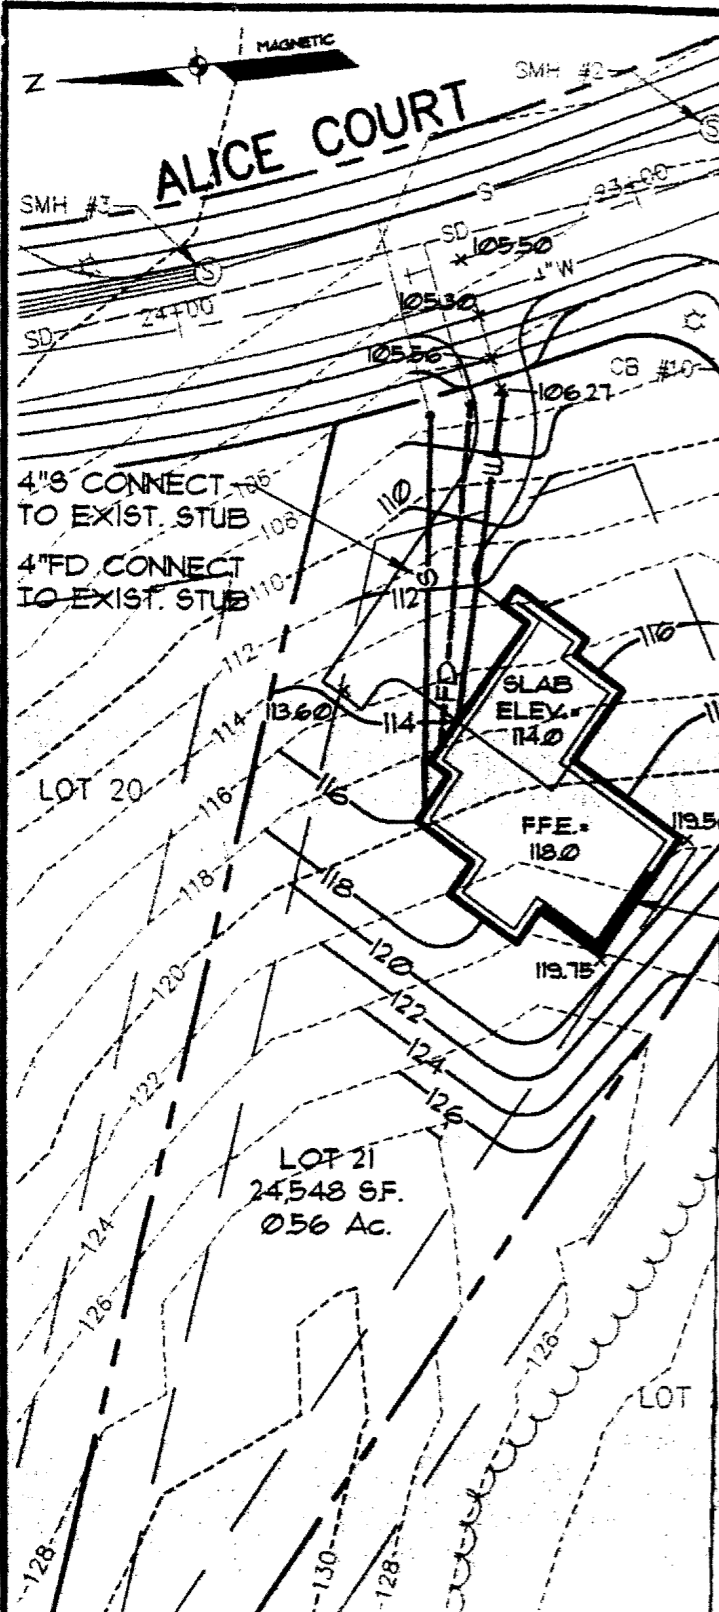 MAGNETIC
Z
SMH #2
ALICE COURT
S
SMH #3
S
23+00
SD
105.50
S
4"W
24+00
105.30
SD
105.56
CB #10
106.27
W
4"S CONNECT
TO EXIST. STUB
106
110
108
4"FD CONNECT
TO EXIST. STUB
110
S
112
116
112
FD
SLAB
ELEV.=
114.0
113.60
114
114
LOT 20
116
116
F.F.E.=
118.0
118
118
120
119.75
120
122
122
124
126
LOT 21
24,548 S.F.
0.56 Ac.
124
126
126
LOT
128
130
128